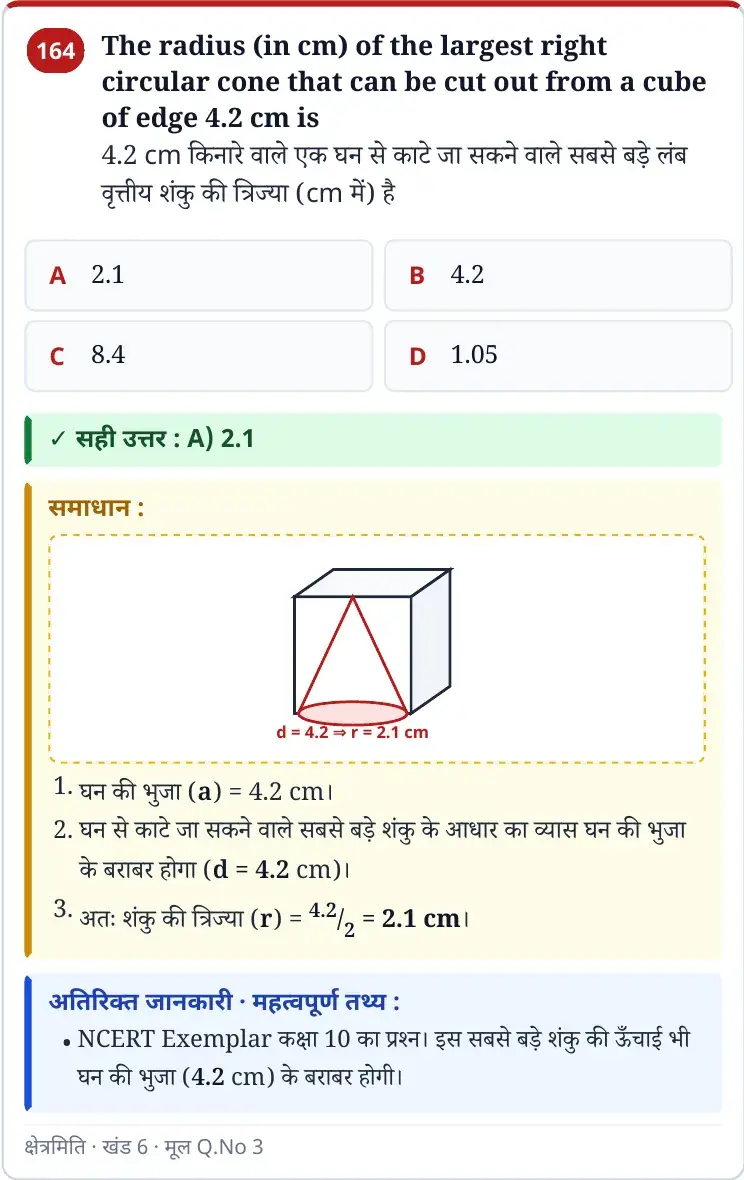 164
The radius (in cm) of the largest right
circular cone that can be cut out from a cube
of edge 4.2 cm is
4.2 cm किनारे वाले एक घन से काटे जा सकने वाले सबसे बड़े लंब
वृत्तीय शंकु की त्रिज्या (cm में) है
A 2.1
B 4.2
C 8.4
D 1.05
✓ सही उत्तर : A) 2.1
समाधान :
d = 4.2 ⇒ r = 2.1 cm
1. घन की भुजा (a) = 4.2 cm।
2. घन से काटे जा सकने वाले सबसे बड़े शंकु के आधार का व्यास घन की भुजा
के बराबर होगा (d = 4.2 cm)।
3. अतः शंकु की त्रिज्या (r) = 4.2/2 = 2.1 cm।
अतिरिक्त जानकारी · महत्वपूर्ण तथ्य :
• NCERT Exemplar कक्षा 10 का प्रश्न। इस सबसे बड़े शंकु की ऊँचाई भी
घन की भुजा (4.2 cm) के बराबर होगी।
क्षेत्रमिति · खंड 6 · मूल Q.No 3